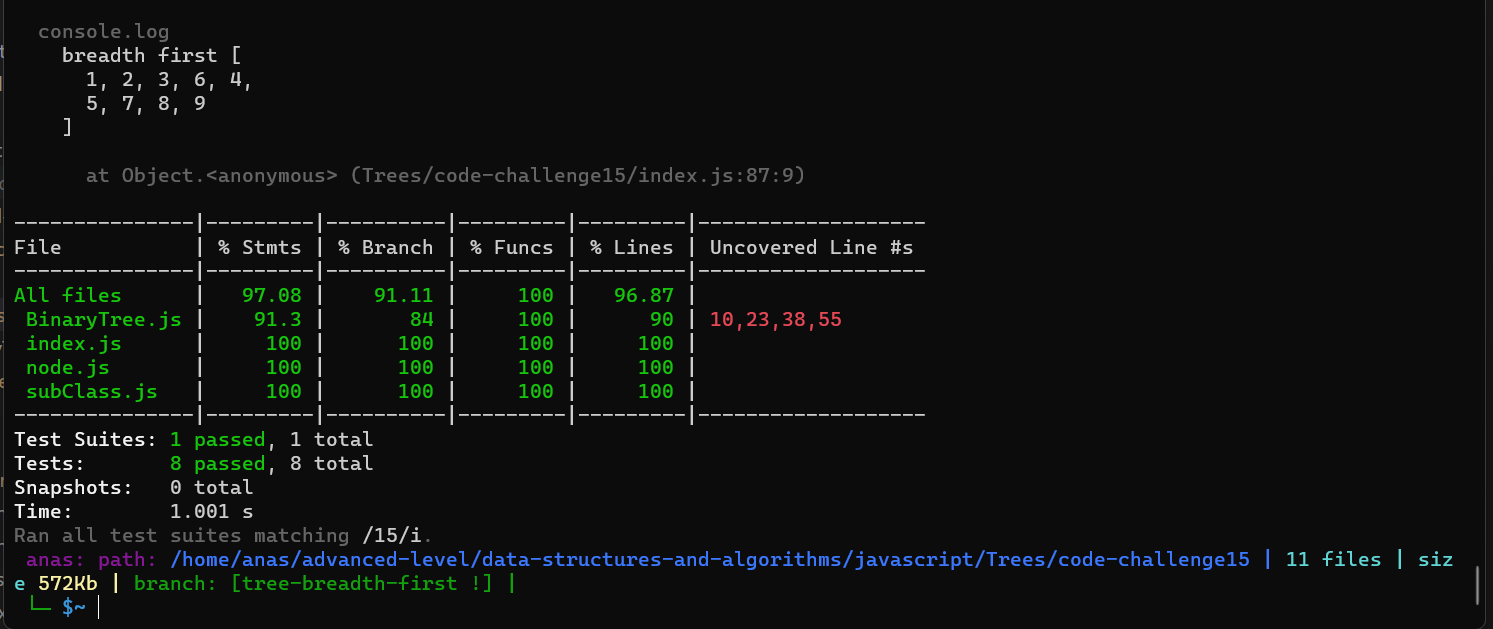 console.log
breadth first [
1, 2, 3, 6, 4,
5, 7, 8, 9
]
at Object.<anonymous> (Trees/code-challenge15/index.js:87:9)
---------------|---------|----------|---------|---------|-------------------
File           | % Stmts | % Branch | % Funcs | % Lines | Uncovered Line #s
---------------|---------|----------|---------|---------|-------------------
All files      |   97.08 |    91.11 |     100 |   96.87 |
BinaryTree.js |    91.3 |       84 |     100 |      90 | 10,23,38,55
index.js      |     100 |      100 |     100 |     100 |
node.js       |     100 |      100 |     100 |     100 |
subClass.js   |     100 |      100 |     100 |     100 |
---------------|---------|----------|---------|---------|-------------------
Test Suites: 1 passed, 1 total
Tests:       8 passed, 8 total
Snapshots:   0 total
Time:        1.001 s
Ran all test suites matching /15/i.
anas: path: /home/anas/advanced-level/data-structures-and-algorithms/javascript/Trees/code-challenge15 | 11 files | siz
e 572Kb | branch: [tree-breadth-first !] |
└─ $~